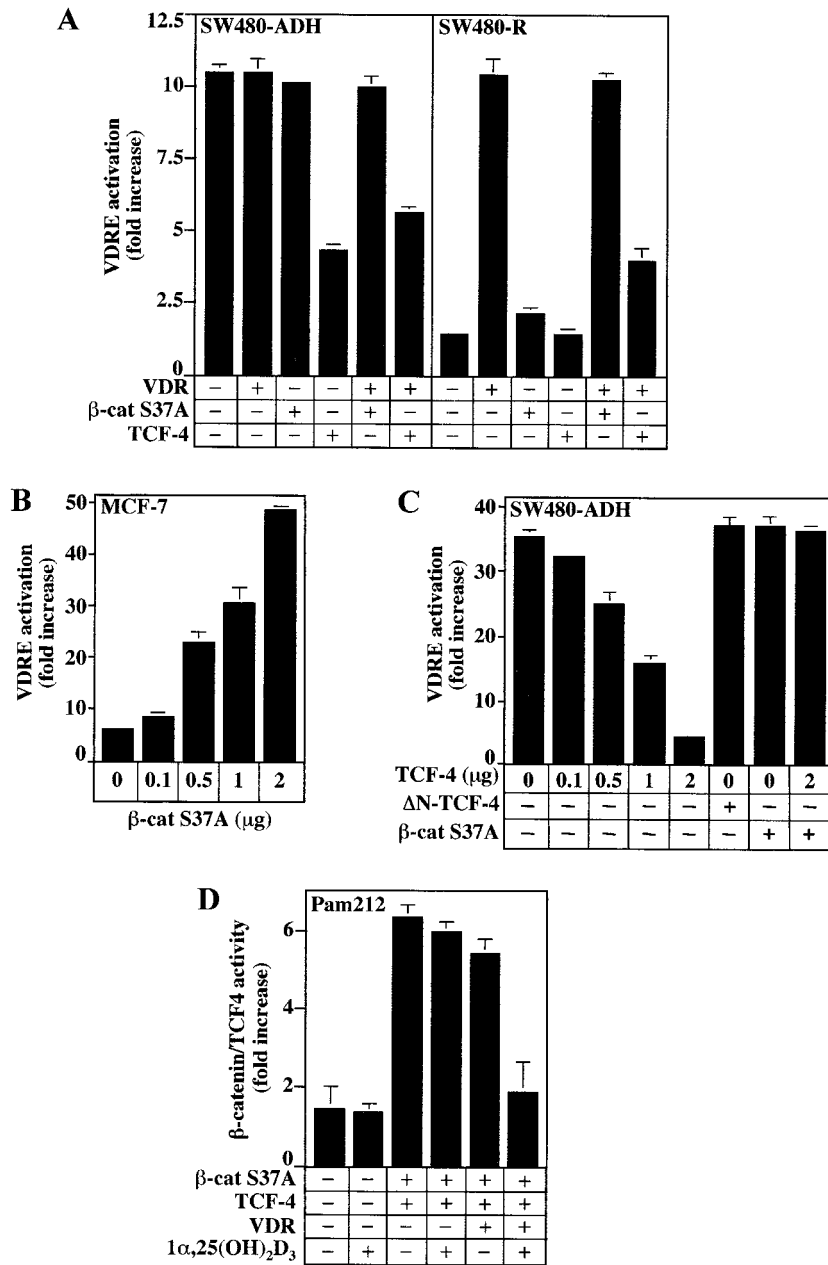 A
SW480-ADH
SW480-R
VDRE activation
(fold increase)
12.5
10
7.5
5
2.5
0
VDR – + – – + + – + – – + +
β-cat S37A – – + – + – – – + – + –
TCF-4 – – – + – + – – – + – +
B
MCF-7
VDRE activation
(fold increase)
50
40
30
20
10
0
0 0.1 0.5 1 2
β-cat S37A (μg)
C
SW480-ADH
VDRE activation
(fold increase)
40
30
20
10
0
TCF-4 (μg) 0 0.1 0.5 1 2 0 0 2
ΔN-TCF-4 – – – – – + – –
β-cat S37A – – – – – – + +
D
Pam212
β-catenin/TCF4 activity
(fold increase)
6
4
2
0
β-cat S37A – – + + + +
TCF-4 – – + + + +
VDR – – – – + +
1α,25(OH)₂D₃ – + – + – +